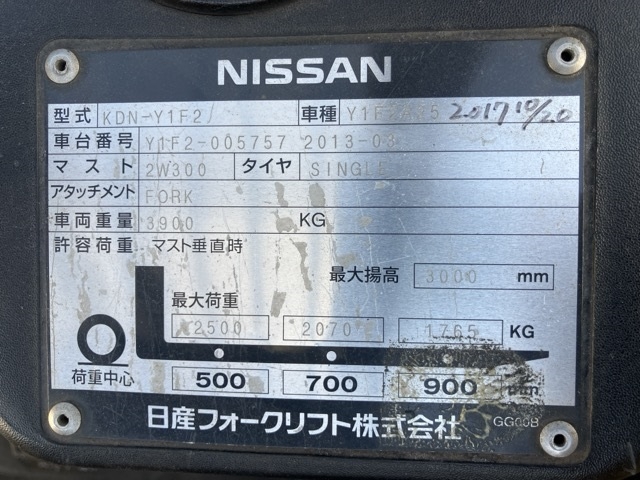 NISSAN
型式 KDN-Y1F2 車種 2017 10/20
車台番号 Y1F2-005757 2013-03
マスト 2W300 タイヤ SINGLE
アタッチメント FORK
車両重量 3900 KG
許容荷重 マスト垂直時
最大揚高 3000 mm
最大荷重
2500 2070 1765 KG
荷重中心 500 700 900 mm
日産フォークリフト株式会社 GG00B